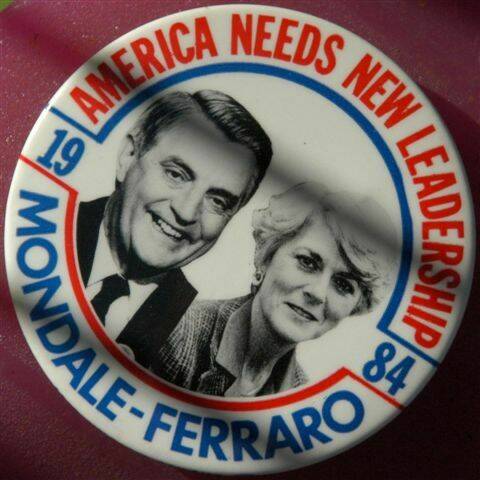 AMERICA NEEDS NEW LEADERSHIP
19
84
MONDALE-FERRARO